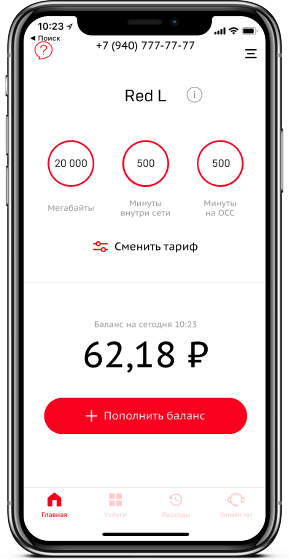 10:23
Поиск
+7 (940) 777-77-77
Red L
i
20 000
500
500
Мегабайты
Минуты
внутри сети
Минуты
на ОСС
Сменить тариф
Баланс на сегодня 10:23
62,18 ₽
+ Пополнить баланс
Главная
Услуги
Расходы
Онлайн чат